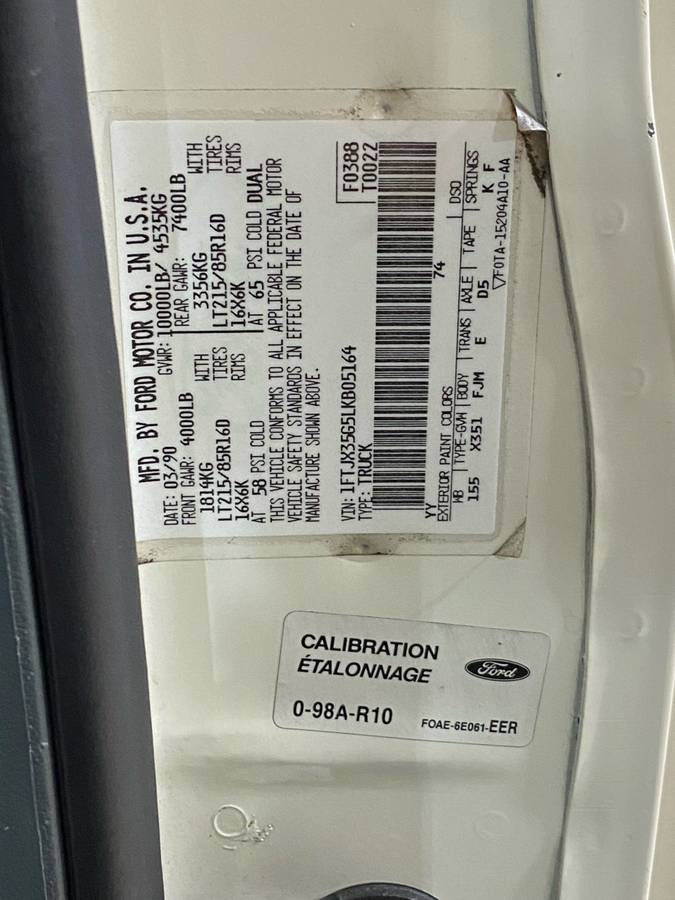 MFD. BY FORD MOTOR CO. IN U.S.A.
DATE: 03/90 GVWR: 10000LB/ 4535KG
FRONT GAWR: 4000LB REAR GAWR: 7400LB
1814KG WITH 3356KG WITH
LT215/85R16D TIRES LT215/85R16D TIRES
16X6K RIMS 16X6K RIMS
AT 58 PSI COLD AT 65 PSI COLD DUAL
THIS VEHICLE CONFORMS TO ALL APPLICABLE FEDERAL MOTOR
VEHICLE SAFETY STANDARDS IN EFFECT ON THE DATE OF
MANUFACTURE SHOWN ABOVE.
F0388
T0022
VIN: 1FTJX35G5LKB05164
TYPE: TRUCK
YY 74
EXTERIOR PAINT COLORS DSO
WB TYPE-GVW BODY TRANS AXLE TAPE SPRINGS
155 X351 FJM E D5 K F
▽F0TA-15204A10-AA
CALIBRATION
ÉTALONNAGE
Ford
0-98A-R10 FOAE-6E061-EER